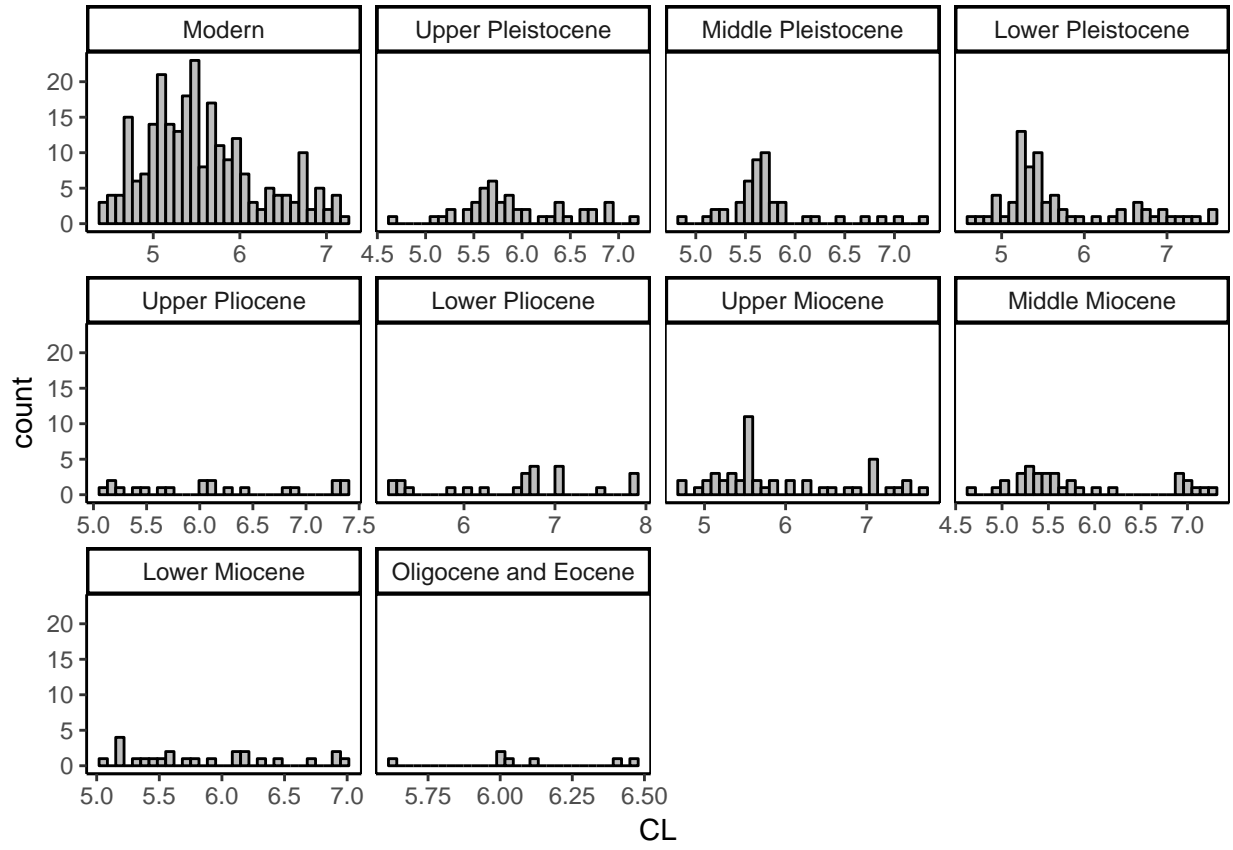 Modern Upper Pleistocene Middle Pleistocene Lower Pleistocene
20
15
10
5
0
5 6 7 4.5 5.0 5.5 6.0 6.5 7.0 5.0 5.5 6.0 6.5 7.0 5 6 7
Upper Pliocene Lower Pliocene Upper Miocene Middle Miocene
20
15
10
5
0
5.0 5.5 6.0 6.5 7.0 7.5 6 7 8 5 6 7 4.5 5.0 5.5 6.0 6.5 7.0
count
Lower Miocene Oligocene and Eocene
20
15
10
5
0
5.0 5.5 6.0 6.5 7.0 5.75 6.00 6.25 6.50
CL